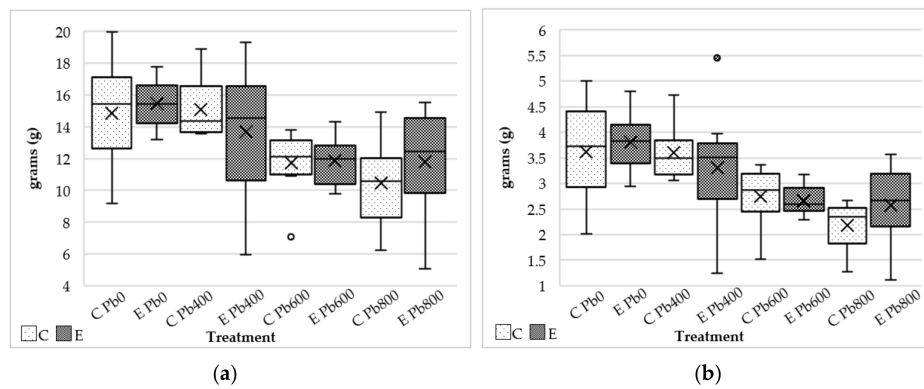 grams (g)
20
18
16
14
12
10
8
6
4
C Pb0
E Pb0
C Pb400
E Pb400
C Pb600
E Pb600
C Pb800
E Pb800
Treatment
C E
(a)
grams (g)
6
5.5
5
4.5
4
3.5
3
2.5
2
1.5
1
C Pb0
E Pb0
C Pb400
E Pb400
C Pb600
E Pb600
C Pb800
E Pb800
Treatment
C E
(b)